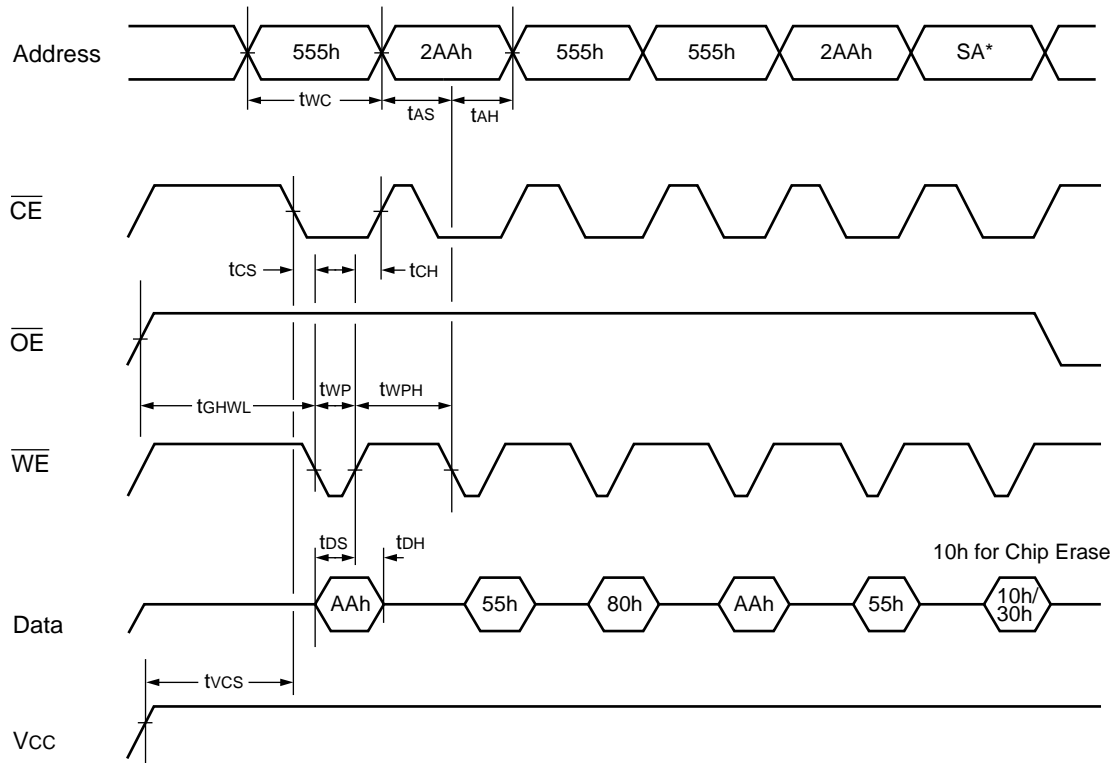 Address
555h 2AAh 555h 555h 2AAh SA*
tWC tAS tAH
CE
tCS tCH
OE
tGHWL tWP tWPH
WE
tDS tDH
10h for Chip Erase
Data
AAh 55h 80h AAh 55h 10h/
30h
tVCS
VCC